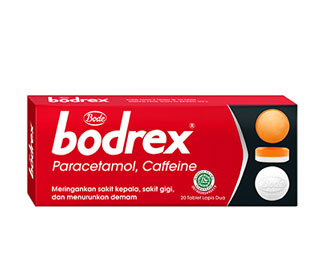 Bode
bodrex®
Paracetamol, Caffeine
Meringankan sakit kepala, sakit gigi,
dan menurunkan demam
20 Tablet Lapis Dua